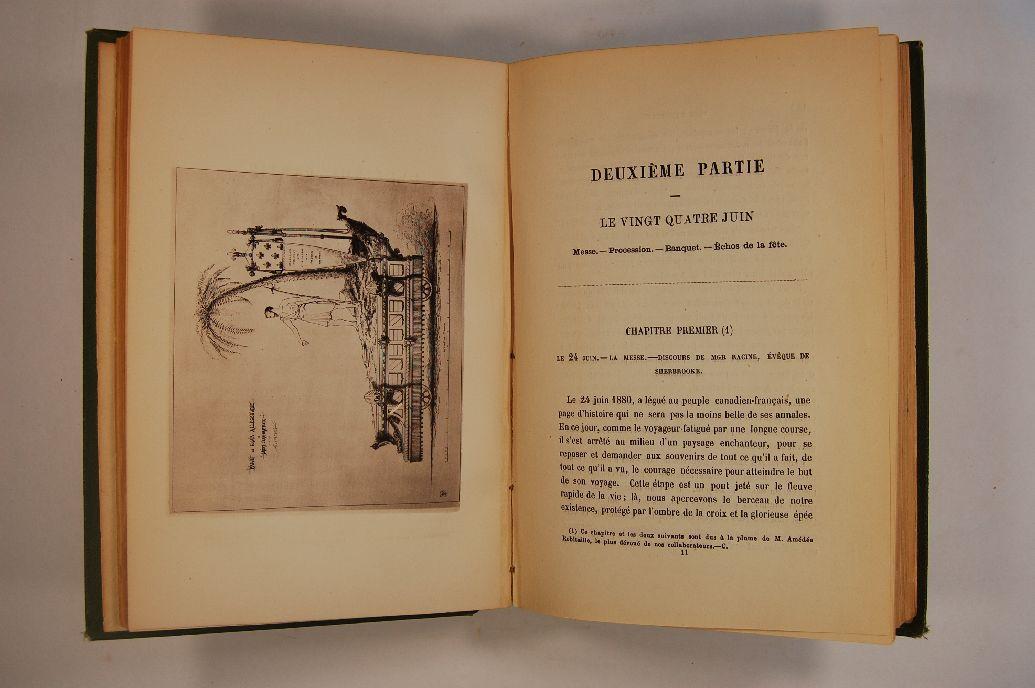 DEUXIÈME PARTIE
LE VINGT QUATRE JUIN
Messe. — Procession. — Banquet. — Échos de la fête.
CHAPITRE PREMIER (1)
LE 24 JUIN. — LA MESSE. — DISCOURS DE MGR RACINE, ÉVÊQUE DE
SHERBROOKE.
Le 24 juin 1880, a légué au peuple canadien-français, une
page d'histoire qui ne sera pas la moins belle de ses annales.
En ce jour, comme le voyageur fatigué par une longue course,
il s'est arrêté au milieu d'un paysage enchanteur, pour se
reposer et demander aux souvenirs de tout ce qu'il a fait, de
tout ce qu'il a vu, le courage nécessaire pour atteindre le but
de son voyage. Cette étape est un pont jeté sur le fleuve
rapide de la vie ; là, nous apercevons le berceau de notre
existence, protégé par l'ombre de la croix et la glorieuse épée
(1) Ce chapitre et les deux suivants sont dus à la plume de M. Amédée
Robitaille, le plus dévoué de nos collaborateurs.—C.
11